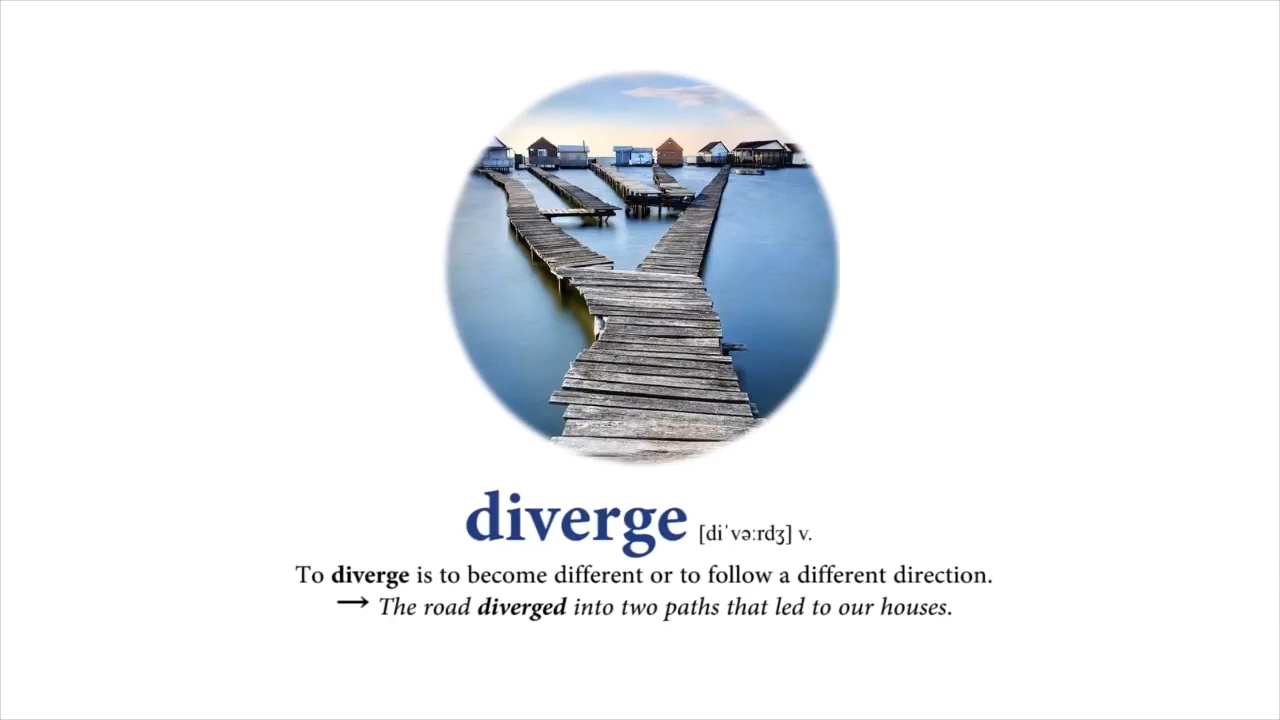 diverge [diˈvəːrdʒ] v.
To diverge is to become different or to follow a different direction.
→ The road diverged into two paths that led to our houses.